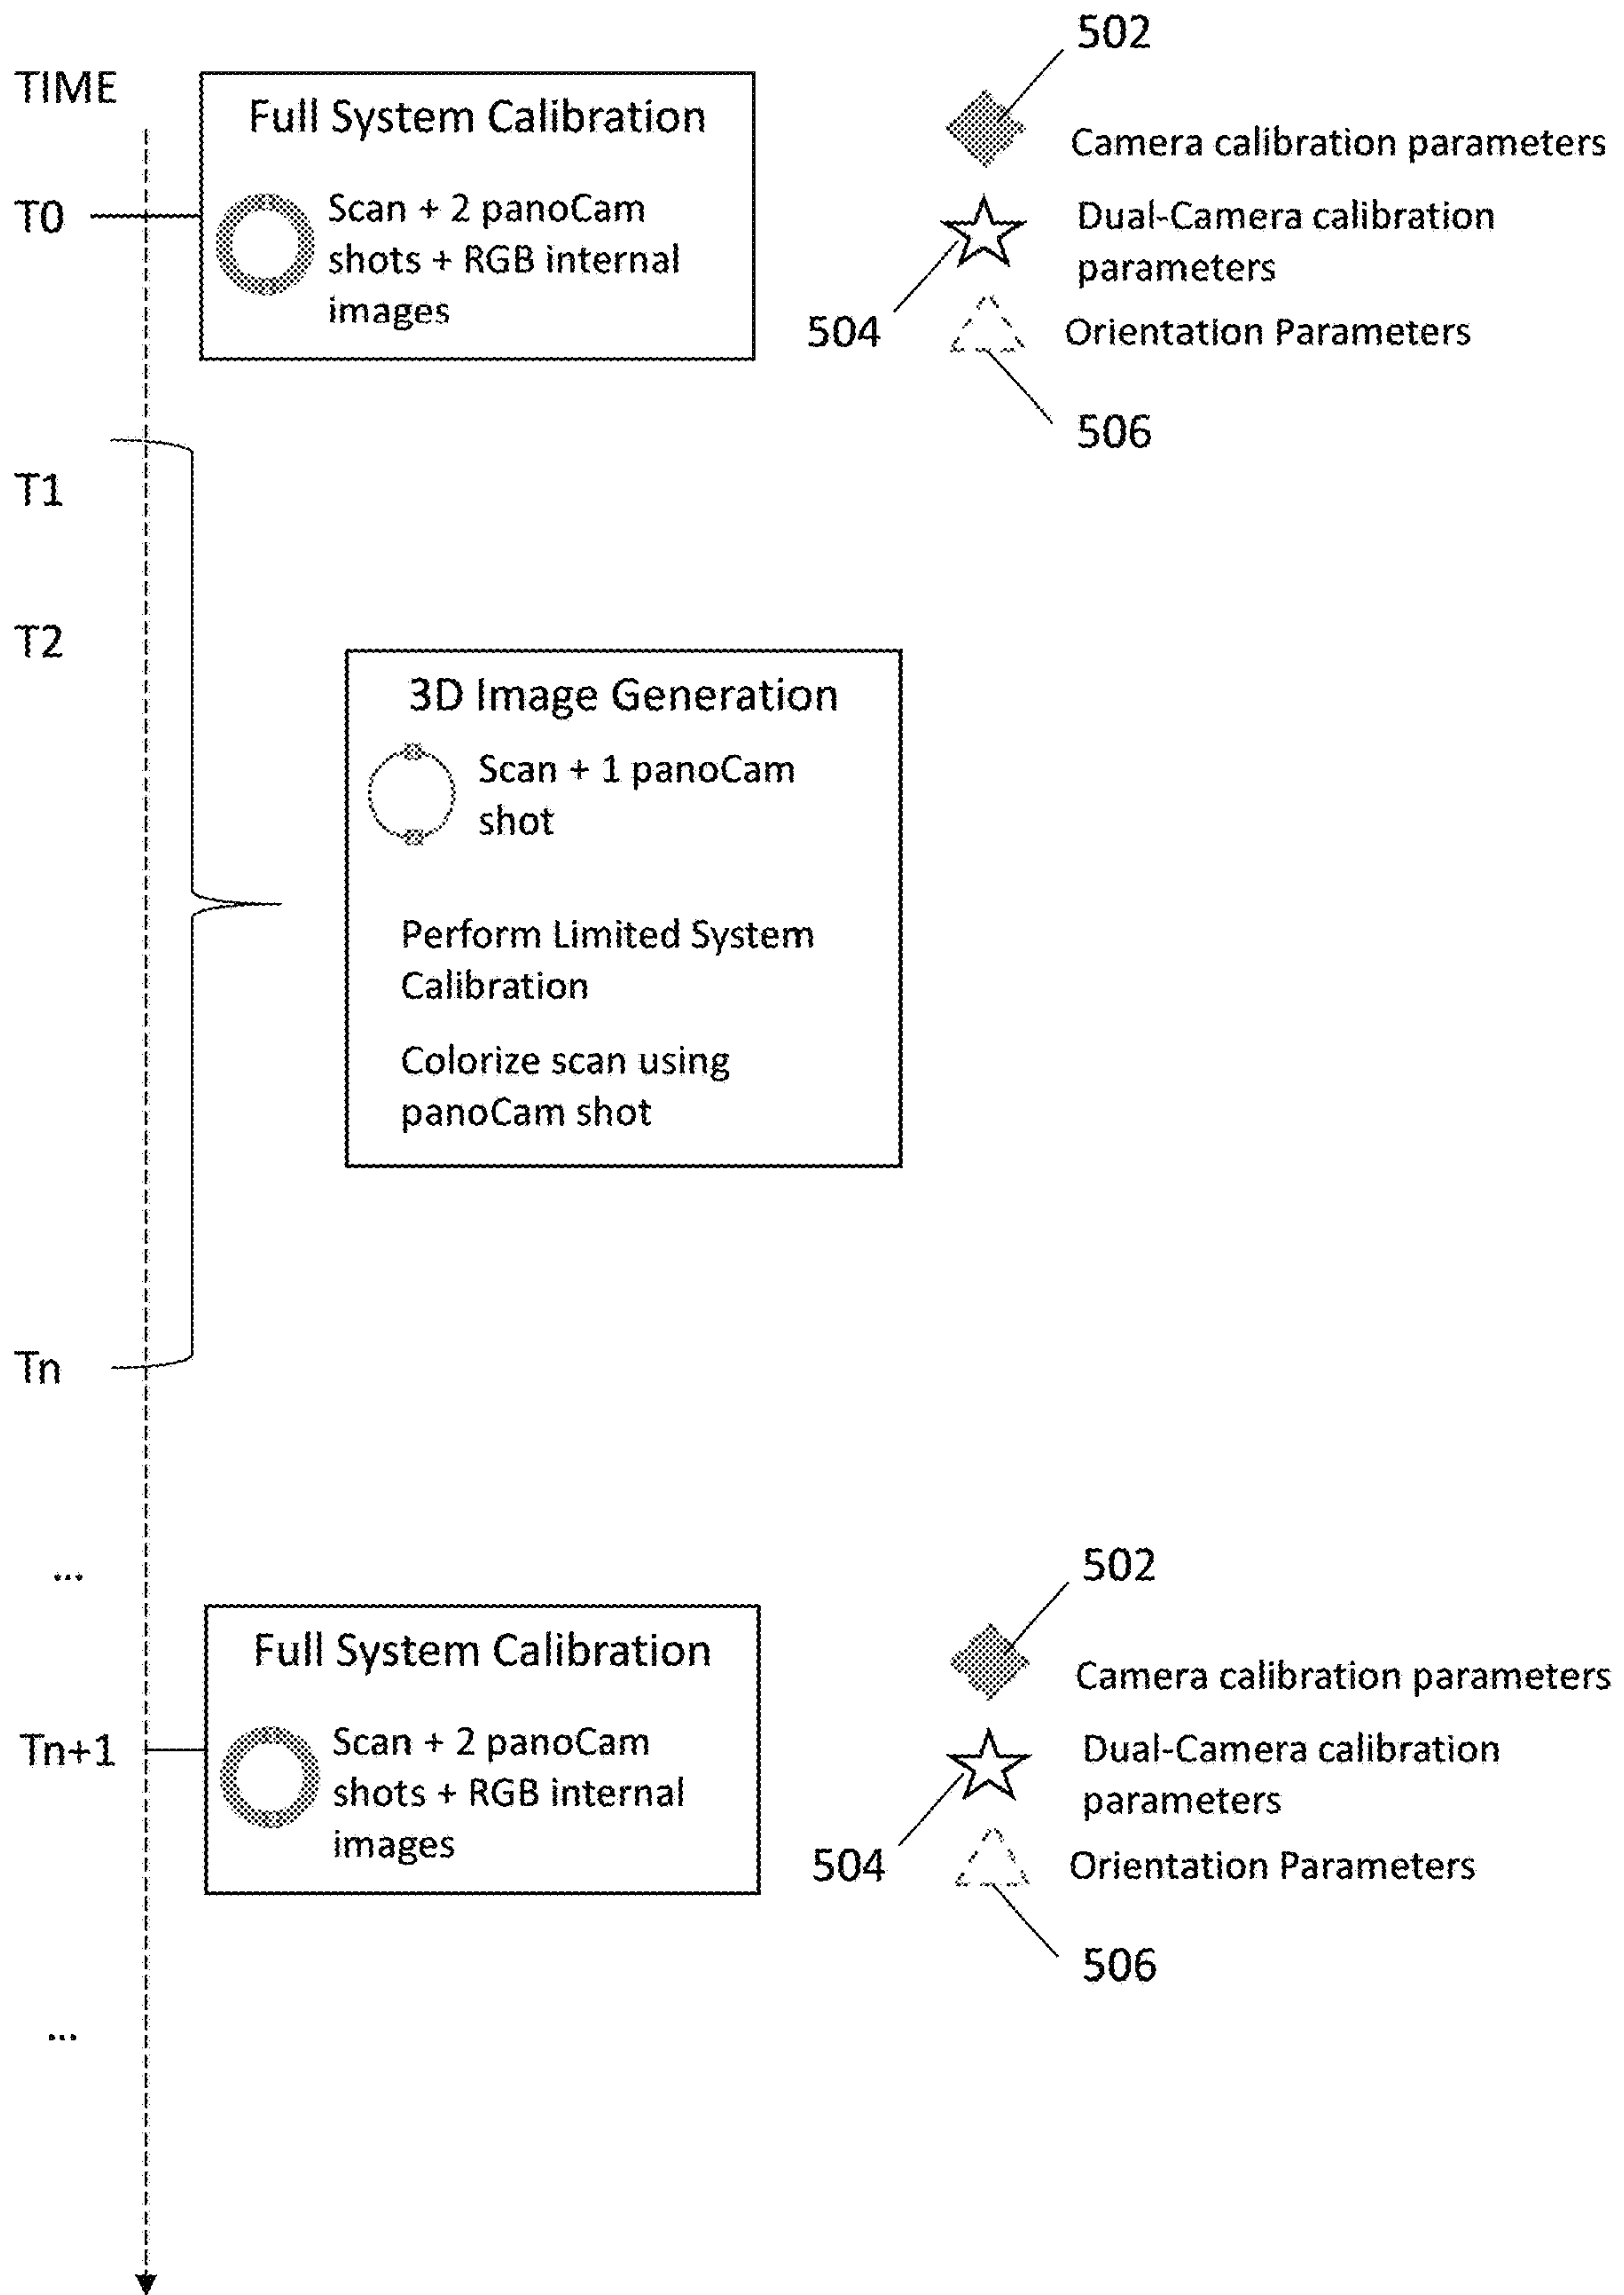 502
TIME
Full System Calibration
Camera calibration parameters
T0
Scan + 2 panoCam
shots + RGB internal
images
Dual-Camera calibration
parameters
504
Orientation Parameters
506
T1
T2
3D Image Generation
Scan + 1 panoCam
shot
Perform Limited System
Calibration
Colorize scan using
panoCam shot
Tn
...
502
Full System Calibration
Camera calibration parameters
Tn+1
Scan + 2 panoCam
shots + RGB internal
images
Dual-Camera calibration
parameters
504
Orientation Parameters
506
...